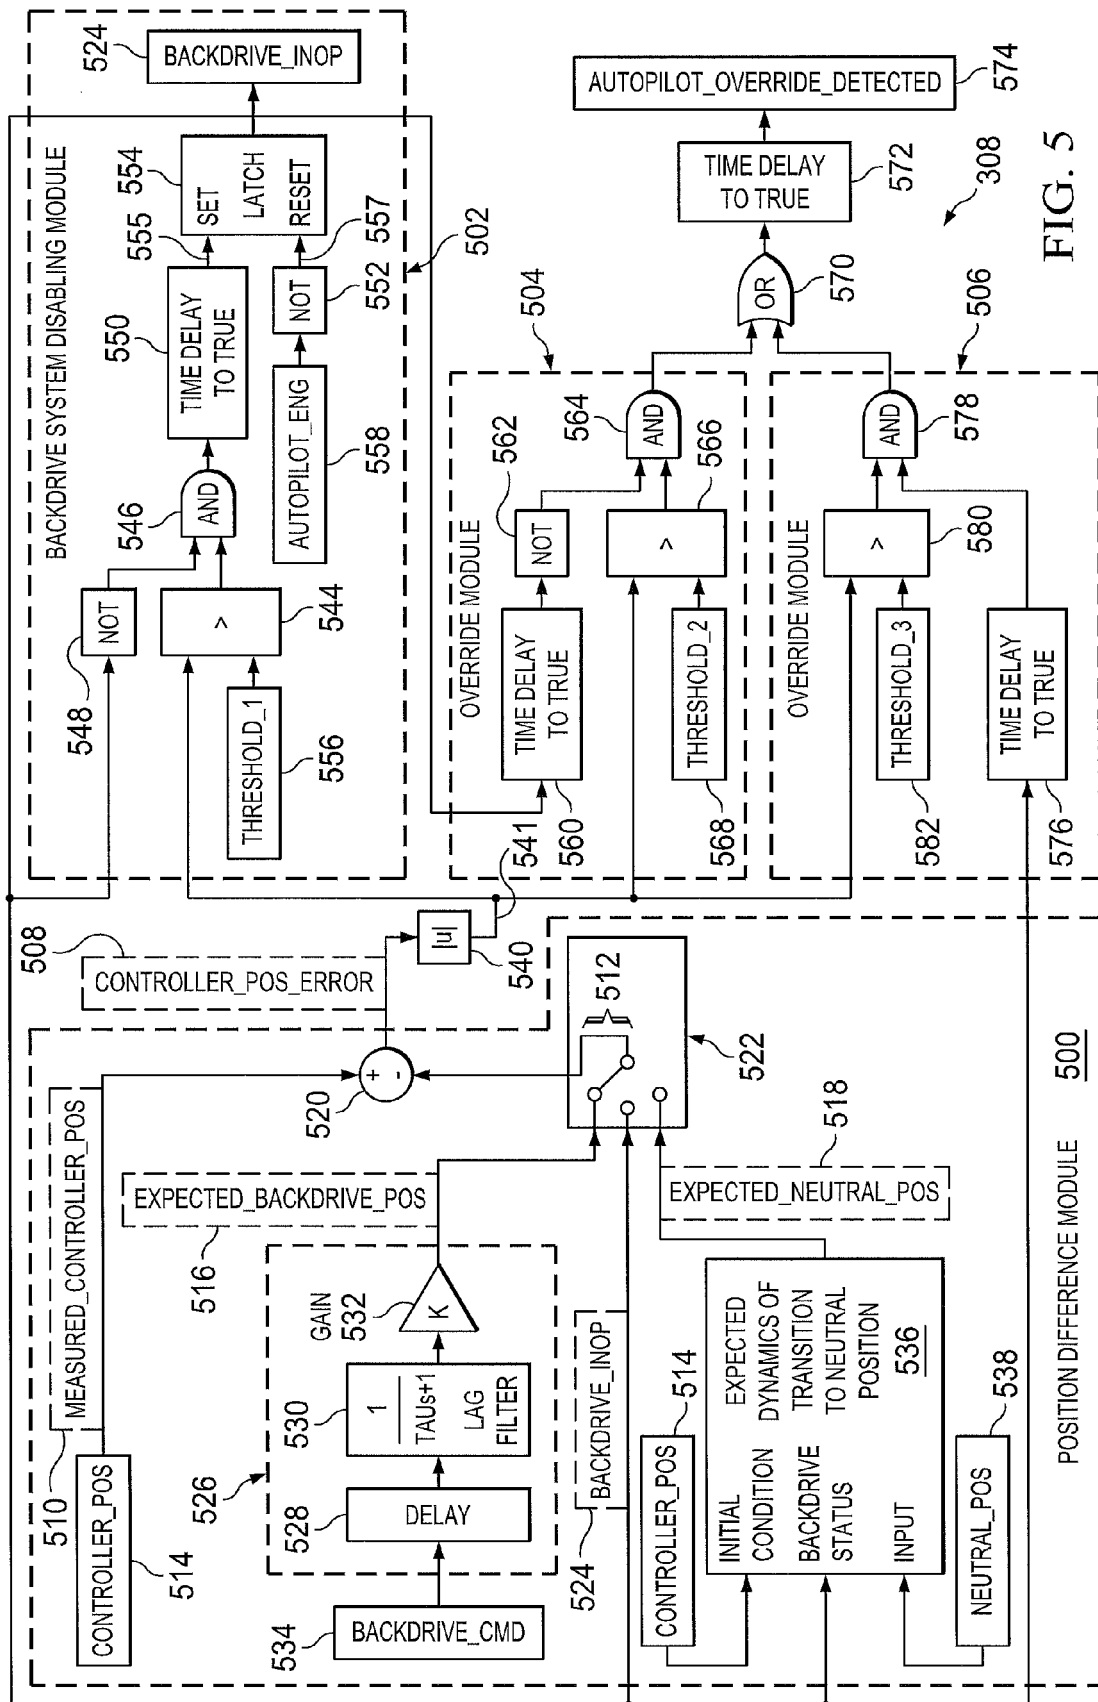 524
BACKDRIVE_INOP
BACKDRIVE SYSTEM DISABLING MODULE
554
SET
LATCH
RESET
555
557
550
TIME DELAY
TO TRUE
552
NOT
502
AUTOPILOT_ENG
558
546
AND
548
NOT
>
544
THRESHOLD_1
556
AUTOPILOT_OVERRIDE_DETECTED
574
TIME DELAY
TO TRUE
572
308
FIG. 5
OR
570
504
506
OVERRIDE MODULE
562
NOT
564
AND
566
>
TIME DELAY
TO TRUE
560
THRESHOLD_2
568
541
OVERRIDE MODULE
AND
578
>
580
THRESHOLD_3
582
TIME DELAY
TO TRUE
576
508
CONTROLLER_POS_ERROR
|u|
540
MEASURED_CONTROLLER_POS
510
CONTROLLER_POS
514
+
-
520
512
522
EXPECTED_BACKDRIVE_POS
516
518
EXPECTED_NEUTRAL_POS
GAIN
532
K
530
1
TAUs+1
LAG
FILTER
526
528
DELAY
534
BACKDRIVE_CMD
BACKDRIVE_INOP
524
CONTROLLER_POS
514
EXPECTED
DYNAMICS OF
TRANSITION
TO NEUTRAL
POSITION
536
INITIAL
CONDITION
BACKDRIVE
STATUS
INPUT
NEUTRAL_POS
538
POSITION DIFFERENCE MODULE
500